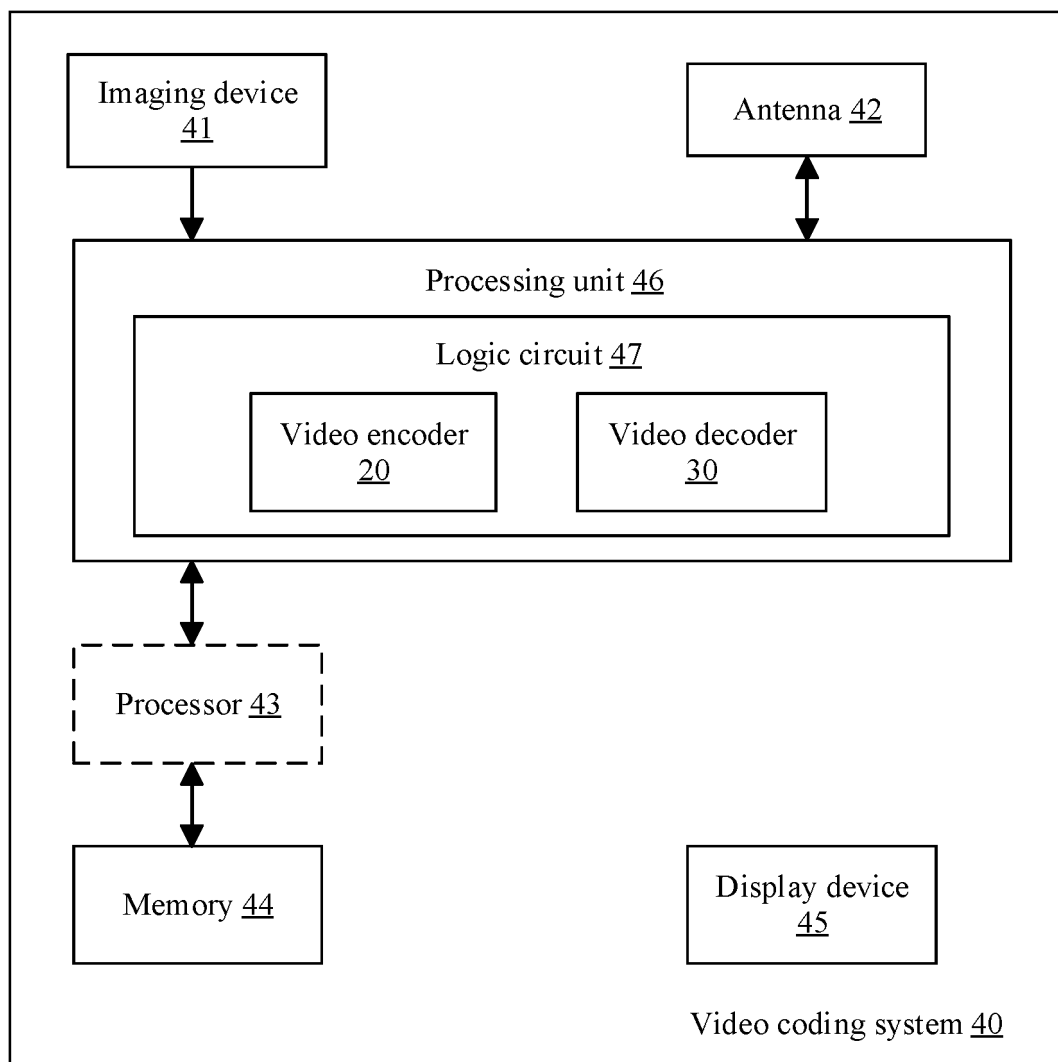 Imaging device
41
Antenna 42
Processing unit 46
Logic circuit 47
Video encoder
20
Video decoder
30
Processor 43
Memory 44
Display device
45
Video coding system 40